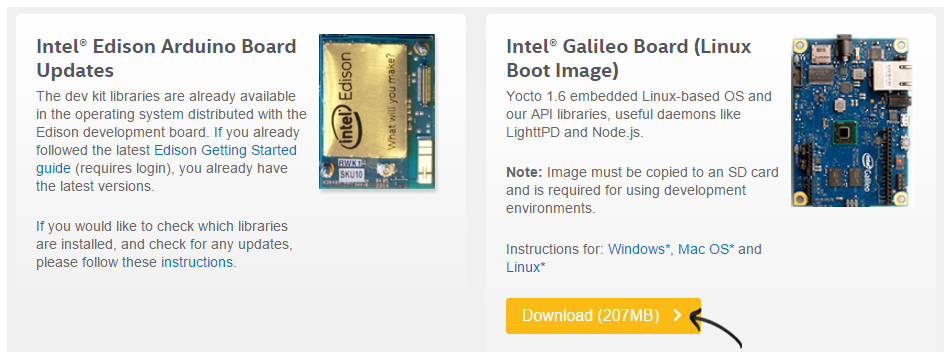 Intel® Edison Arduino Board
Updates
The dev kit libraries are already available
in the operating system distributed with the
Edison development board. If you already
followed the latest Edison Getting Started
guide (requires login), you already have
the latest versions.
If you would like to check which libraries
are installed, and check for any updates,
please follow these instructions.
intel Edison
What will you make?
RWK1
SKU10
Intel® Galileo Board (Linux
Boot Image)
Yocto 1.6 embedded Linux-based OS and
our API libraries, useful daemons like
LighttPD and Node.js.
Note: Image must be copied to an SD card
and is required for using development
environments.
Instructions for: Windows*, Mac OS* and
Linux*
Download (207MB)
intel Galileo